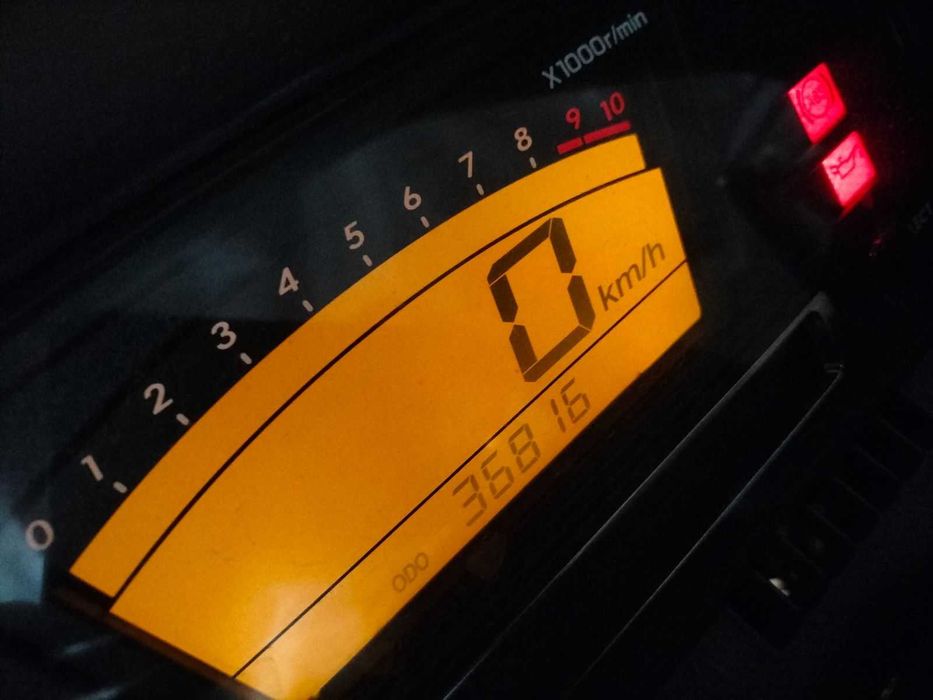 X1000r/min
0 1 2 3 4 5 6 7 8 9 10
0 km/h
ODO 36816